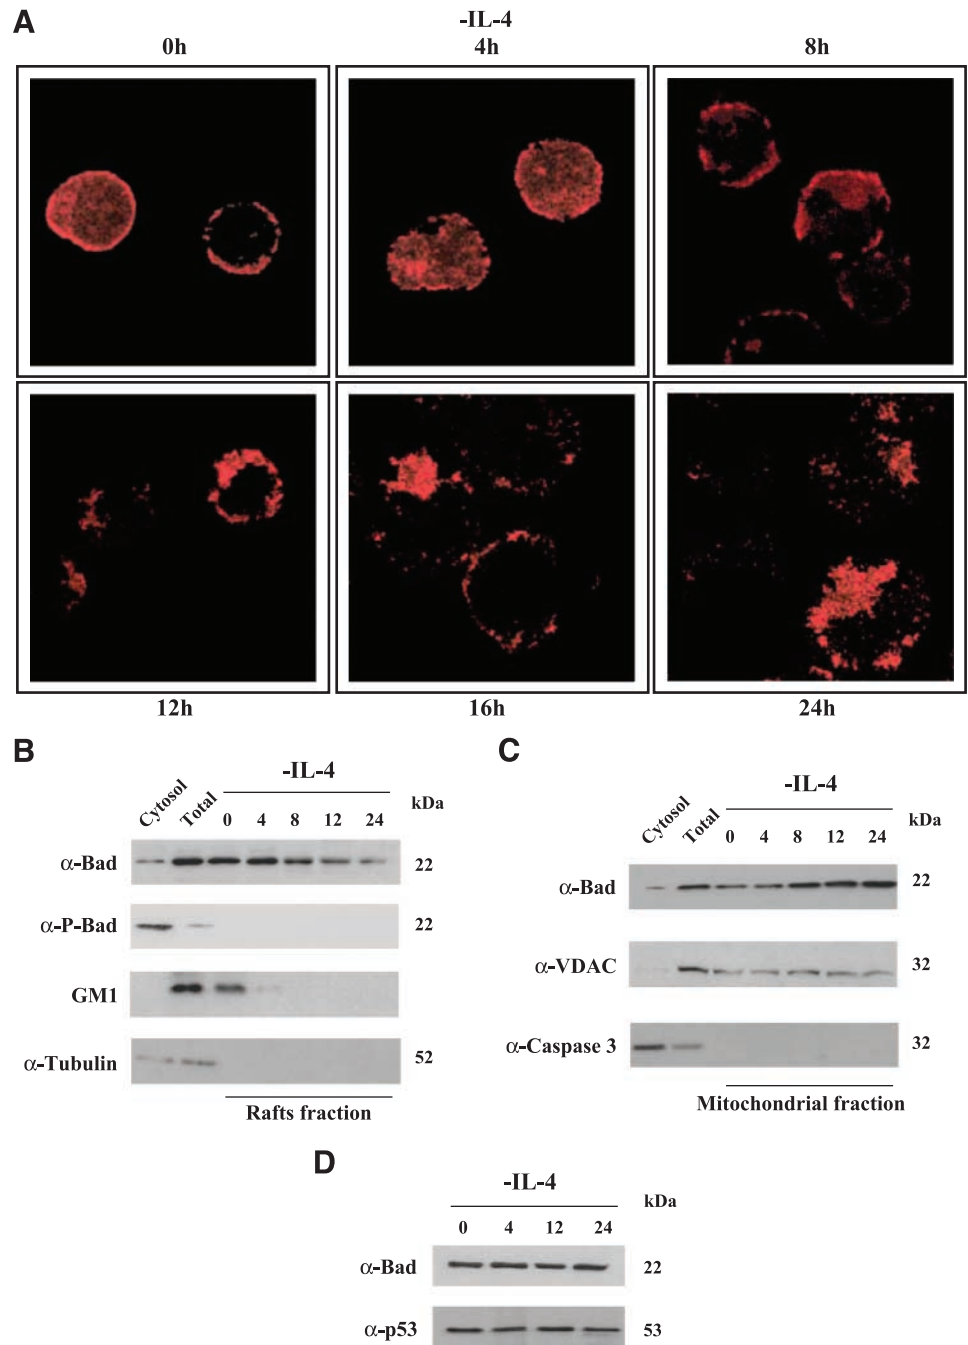 A
-IL-4
0h 4h 8h
12h 16h 24h
B
-IL-4
Cytosol Total 0 4 8 12 24 kDa
α-Bad 22
α-P-Bad 22
GM1
α-Tubulin 52
Rafts fraction
C
-IL-4
Cytosol Total 0 4 8 12 24 kDa
α-Bad 22
α-VDAC 32
α-Caspase 3 32
Mitochondrial fraction
D
-IL-4
0 4 12 24 kDa
α-Bad 22
α-p53 53